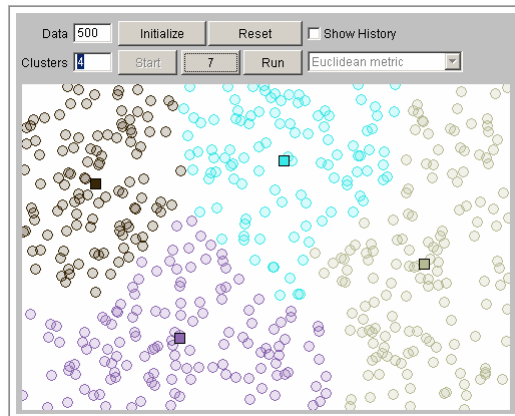 Data 500 Initialize Reset Show History
Clusters 4 Start 7 Run Euclidean metric